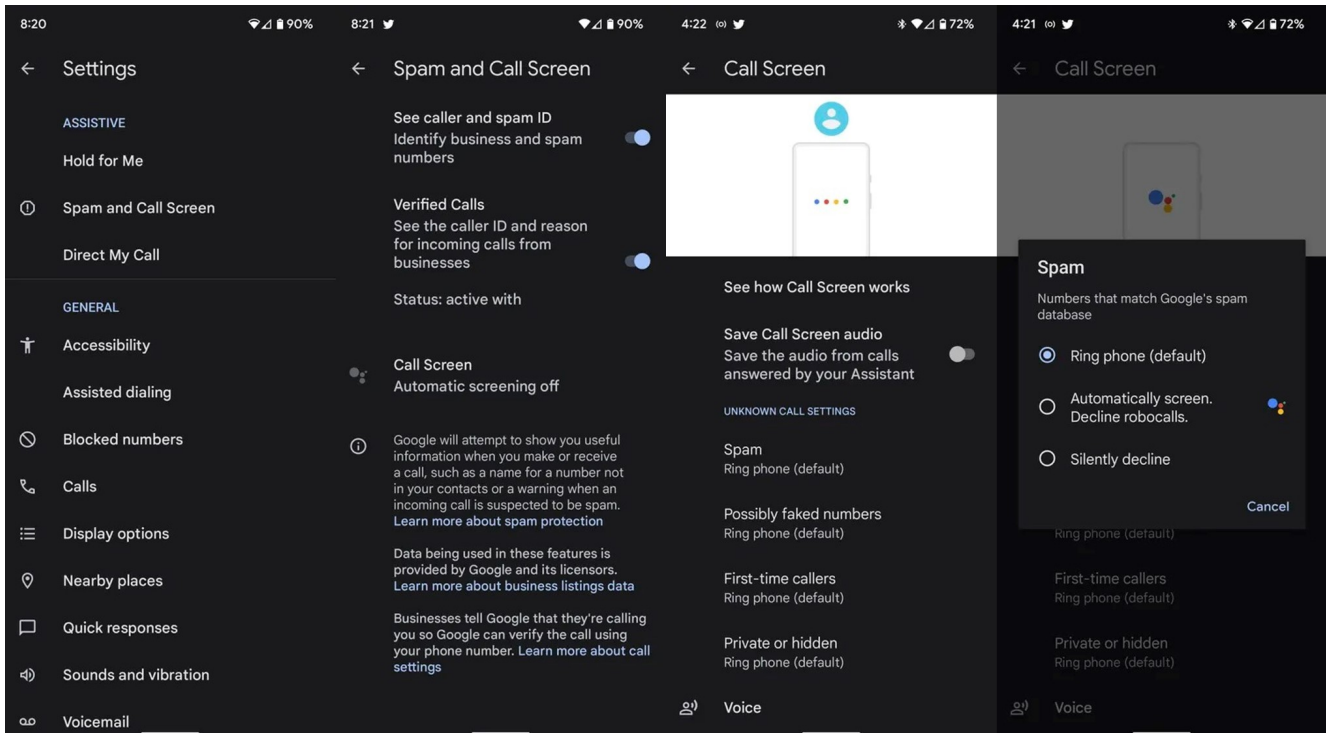 8:20
90%
Settings
ASSISTIVE
Hold for Me
Spam and Call Screen
Direct My Call
GENERAL
Accessibility
Assisted dialing
Blocked numbers
Calls
Display options
Nearby places
Quick responses
Sounds and vibration
Voicemail
8:21
90%
Spam and Call Screen
See caller and spam ID
Identify business and spam
numbers
Verified Calls
See the caller ID and reason
for incoming calls from
businesses
Status: active with
Call Screen
Automatic screening off
Google will attempt to show you useful
information when you make or receive
a call, such as a name for a number not
in your contacts or a warning when an
incoming call is suspected to be spam.
Learn more about spam protection
Data being used in these features is
provided by Google and its licensors.
Learn more about business listings data
Businesses tell Google that they're calling
you so Google can verify the call using
your phone number. Learn more about call
settings
4:22
72%
Call Screen
See how Call Screen works
Save Call Screen audio
Save the audio from calls
answered by your Assistant
UNKNOWN CALL SETTINGS
Spam
Ring phone (default)
Possibly faked numbers
Ring phone (default)
First-time callers
Ring phone (default)
Private or hidden
Ring phone (default)
Voice
4:21
72%
Call Screen
Spam
Numbers that match Google's spam
database
Ring phone (default)
Automatically screen.
Decline robocalls.
Silently decline
Cancel
Ring phone (default)
First-time callers
Ring phone (default)
Private or hidden
Ring phone (default)
Voice